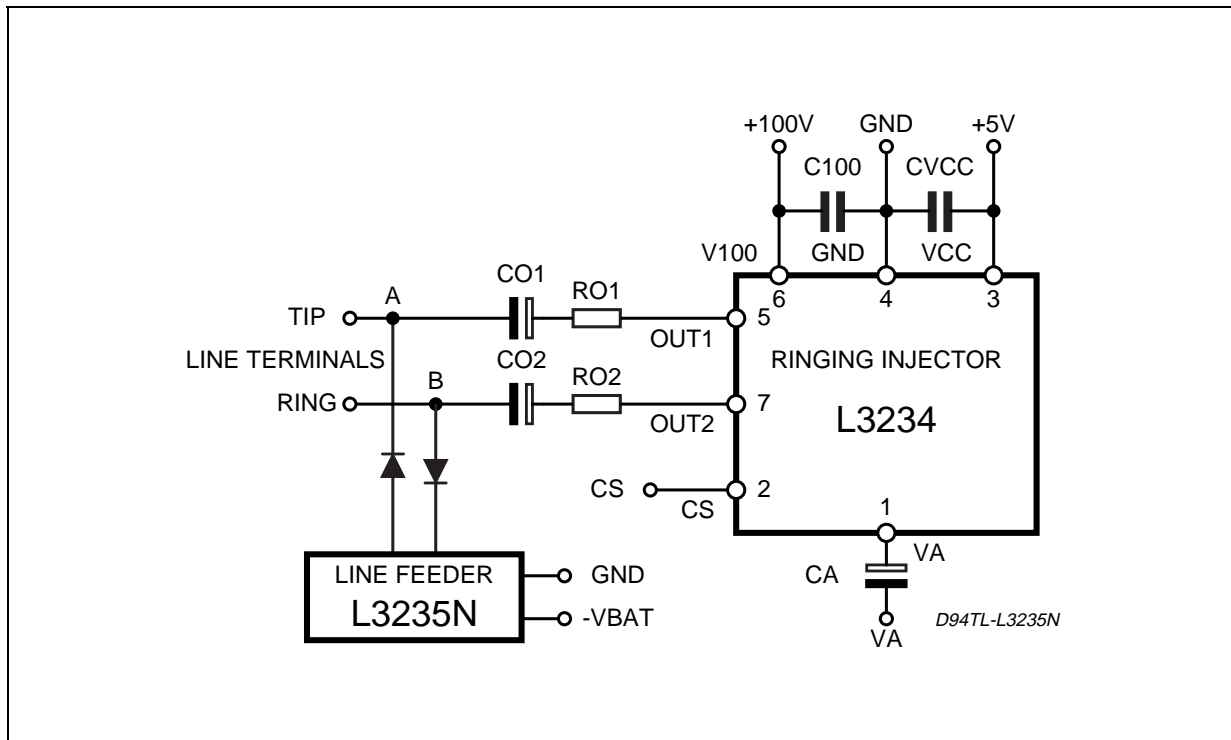 +100V GND +5V
C100 CVCC
V100 GND VCC
6 4 3
CO1 RO1
A
TIP 5
OUT1
LINE TERMINALS RINGING INJECTOR
CO2 RO2
B
RING 7
OUT2 L3234
CS 2
CS
1
VA
CA
LINE FEEDER GND
L3235N -VBAT
VA D94TL-L3235N